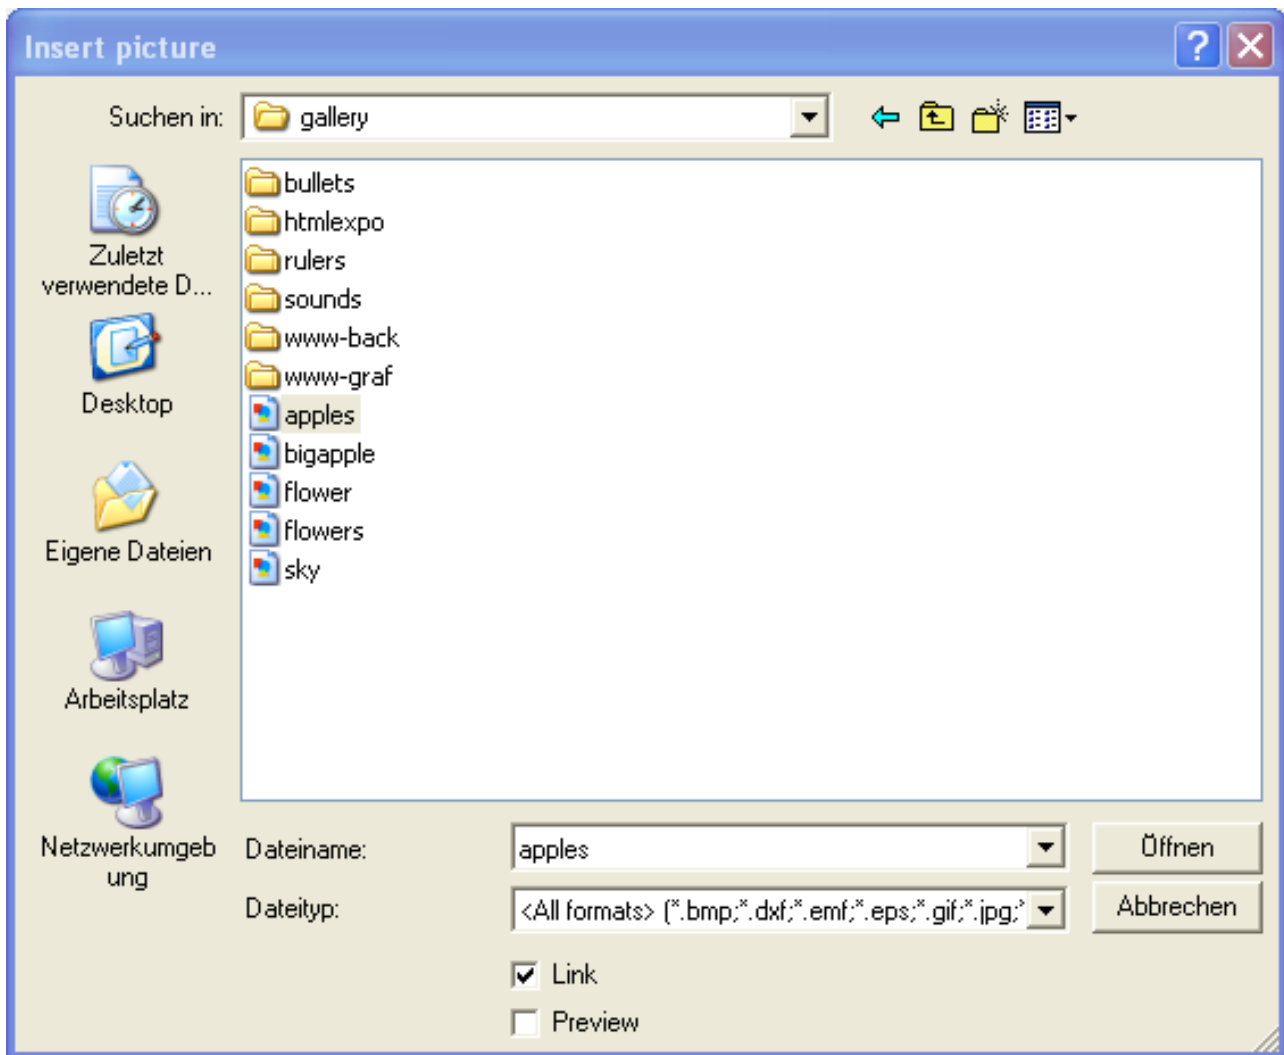 Insert picture
Suchen in:
gallery
Zuletzt
verwendete D...
Desktop
Eigene Dateien
Arbeitsplatz
Netzwerkumgeb
ung
bullets
htmlexpo
rulers
sounds
www-back
www-graf
apples
bigapple
flower
flowers
sky
Dateiname:
apples
Öffnen
Dateityp:
<All formats> (*.bmp;*.dxf;*.emf;*.eps;*.gif;*.jpg;*
Abbrechen
Link
Preview